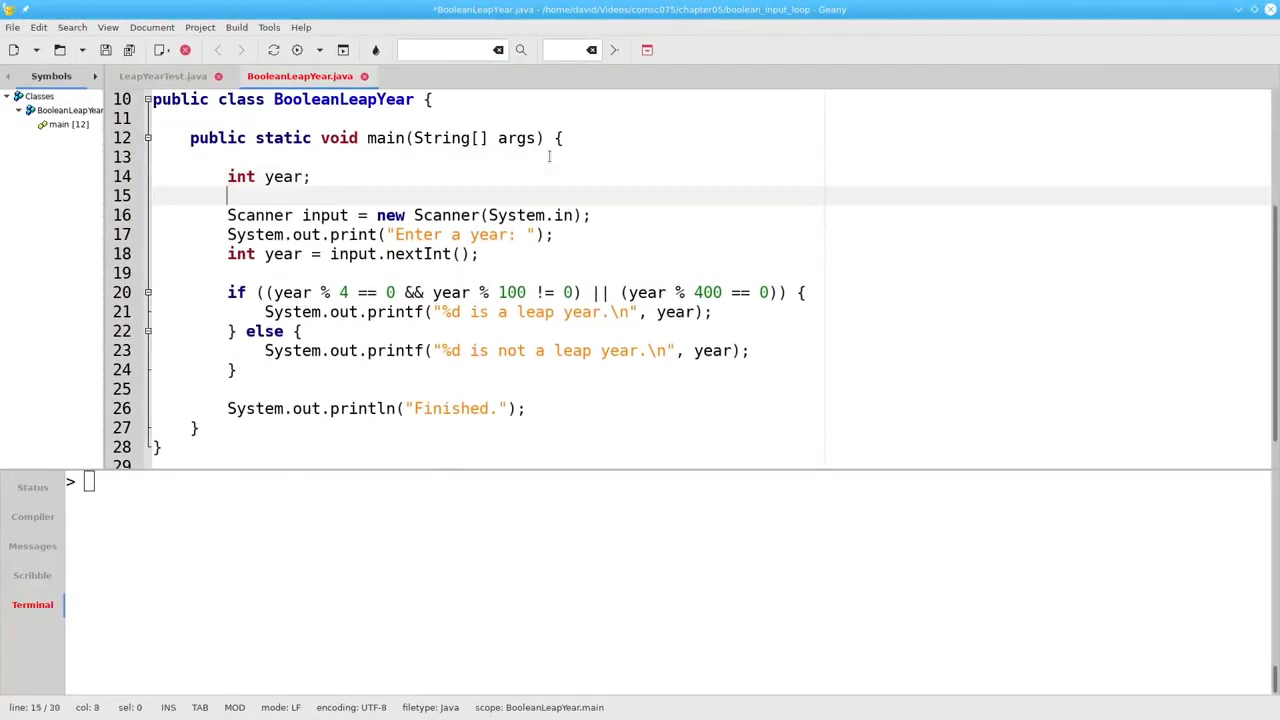 *BooleanLeapYear.java - /home/david/Videos/comsc075/chapter05/boolean_input_loop - Geany
File Edit Search View Document Project Build Tools Help
Symbols LeapYearTest.java BooleanLeapYear.java
Classes
BooleanLeapYear
main [12]
10 public class BooleanLeapYear {
11
12 public static void main(String[] args) {
13
14 int year;
15
16 Scanner input = new Scanner(System.in);
17 System.out.print("Enter a year: ");
18 int year = input.nextInt();
19
20 if ((year % 4 == 0 && year % 100 != 0) || (year % 400 == 0)) {
21 System.out.printf("%d is a leap year.\n", year);
22 } else {
23 System.out.printf("%d is not a leap year.\n", year);
24 }
25
26 System.out.println("Finished.");
27 }
28 }
29
>
Status
Compiler
Messages
Scribble
Terminal
line: 15 / 20 col: 8 sel: 0 INS TAB MOD mode: LF encoding: UTF-8 filetype: Java scope: BooleanLeapYear.main